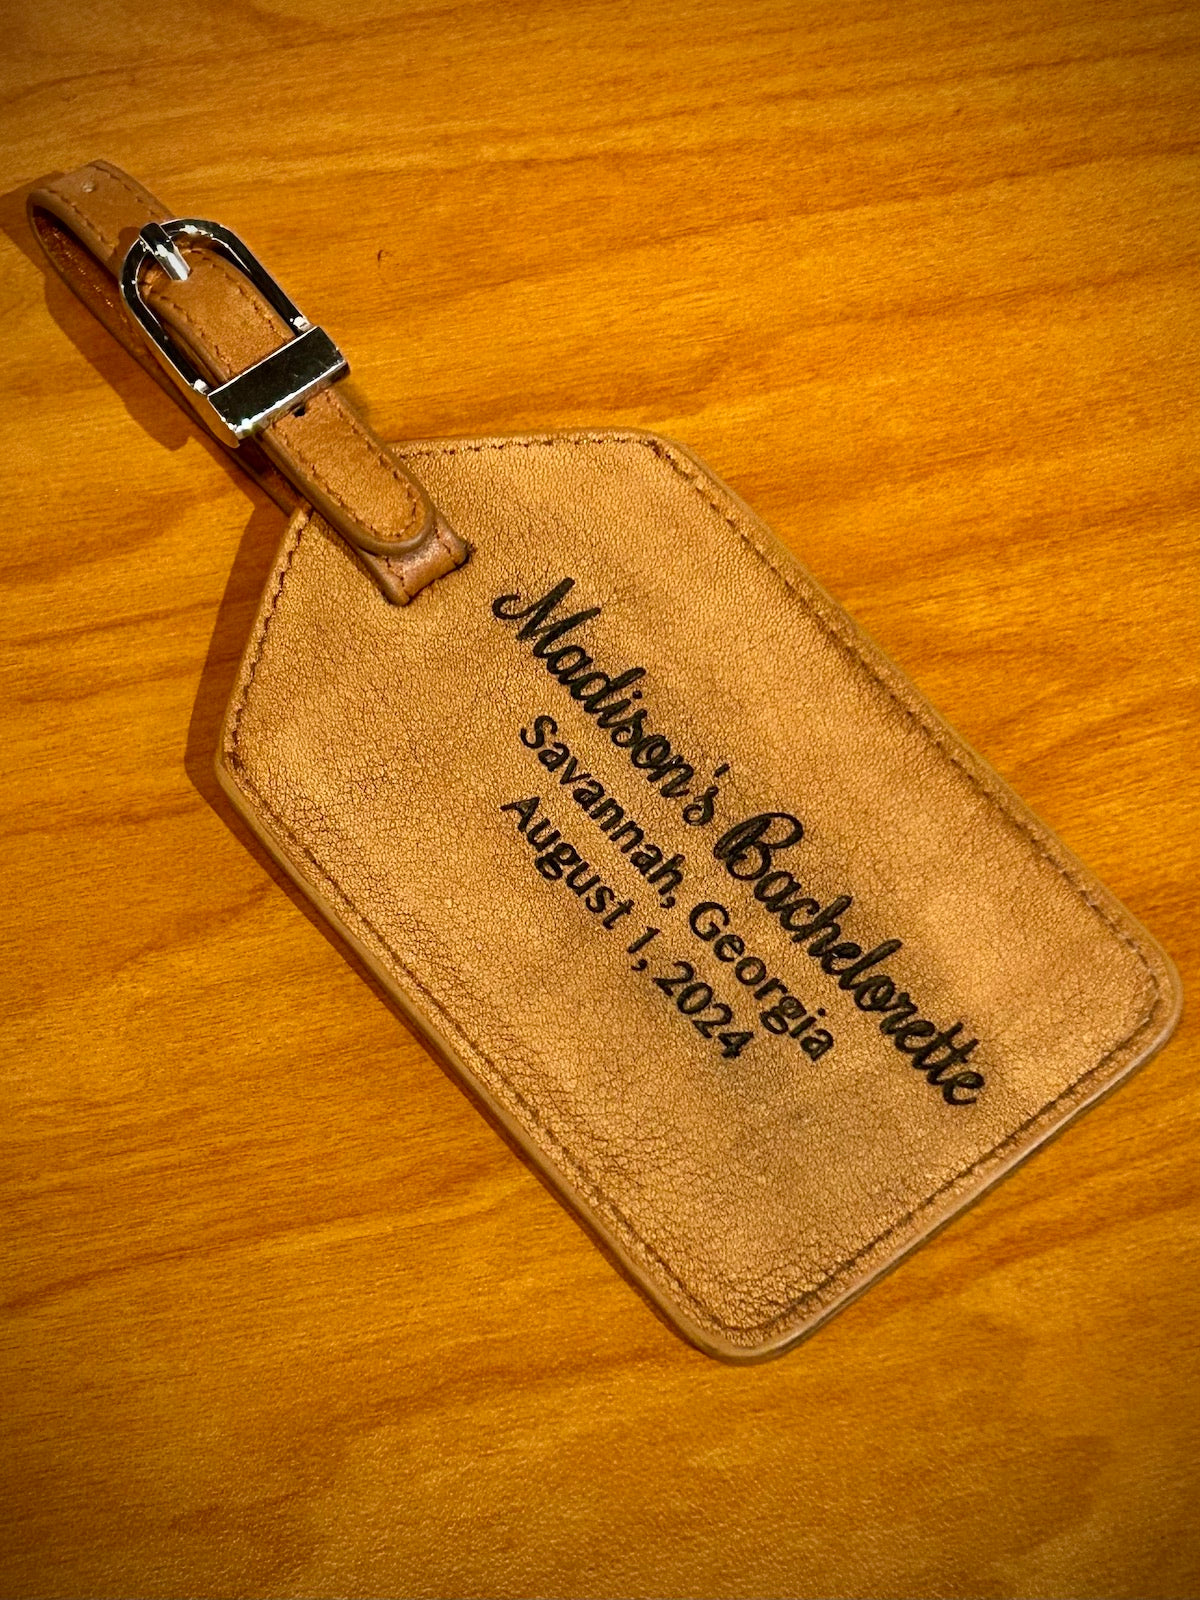 Madison's Bachelorette
Savannah, Georgia
August 1, 2024